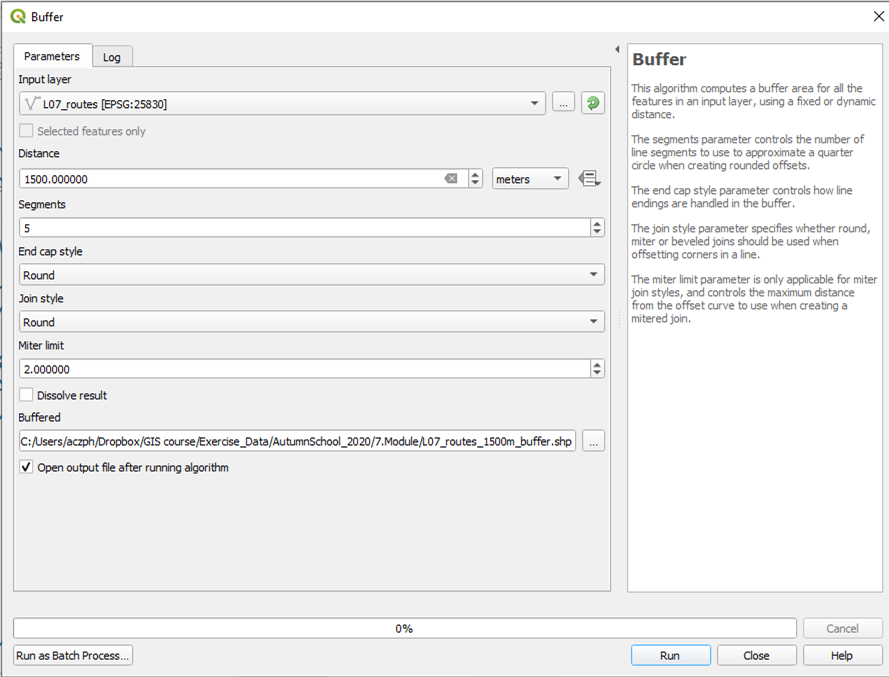 Buffer
Parameters
Log
Input layer
L07_routes [EPSG:25830]
...
Selected features only
Distance
1500.000000
meters
Segments
5
End cap style
Round
Join style
Round
Miter limit
2.000000
Dissolve result
Buffered
C:/Users/aczph/Dropbox/GIS course/Exercise_Data/AutumnSchool_2020/7.Module/L07_routes_1500m_buffer.shp
...
Open output file after running algorithm
Buffer
This algorithm computes a buffer area for all the
features in an input layer, using a fixed or dynamic
distance.
The segments parameter controls the number of
line segments to use to approximate a quarter
circle when creating rounded offsets.
The end cap style parameter controls how line
endings are handled in the buffer.
The join style parameter specifies whether round,
miter or beveled joins should be used when
offsetting corners in a line.
The miter limit parameter is only applicable for miter
join styles, and controls the maximum distance
from the offset curve to use when creating a
mitered join.
0%
Cancel
Run as Batch Process...
Run
Close
Help